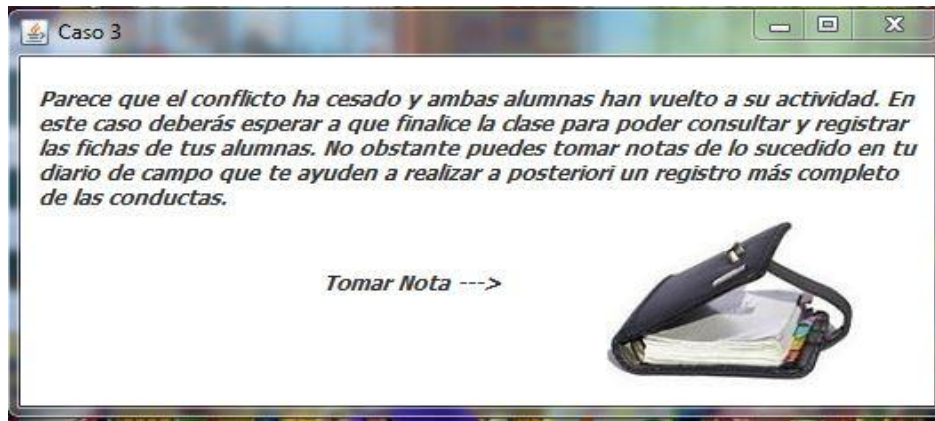 Caso 3
Parece que el conflicto ha cesado y ambas alumnas han vuelto a su actividad. En
este caso deberás esperar a que finalice la clase para poder consultar y registrar
las fichas de tus alumnas. No obstante puedes tomar notas de lo sucedido en tu
diario de campo que te ayuden a realizar a posteriori un registro más completo
de las conductas.
Tomar Nota --->